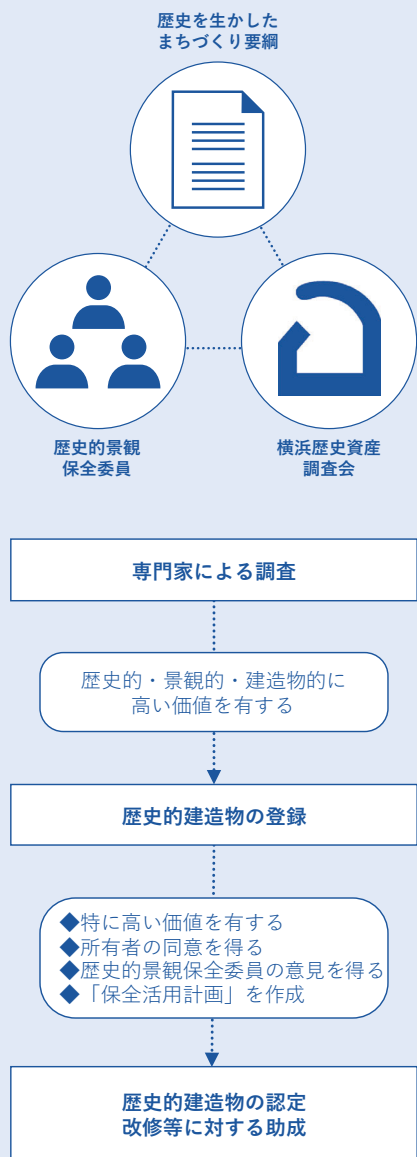 歴史を生かした
まちづくり要綱
歴史的景観
保全委員
横浜歴史資産
調査会
専門家による調査
歴史的・景観的・建造物的に
高い価値を有する
歴史的建造物の登録
◆特に高い価値を有する
◆所有者の同意を得る
◆歴史的景観保全委員の意見を得る
◆「保全活用計画」を作成
歴史的建造物の認定
改修等に対する助成